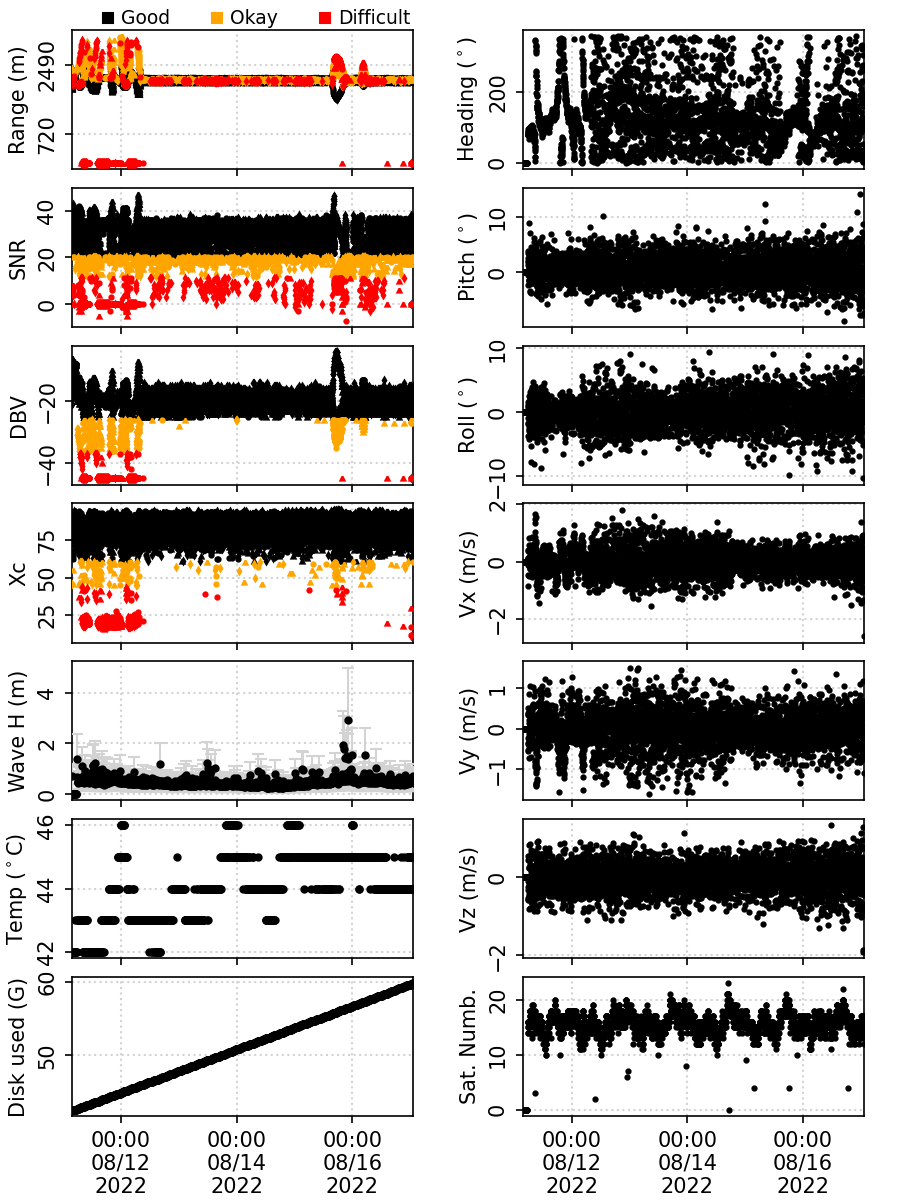 Good Okay Difficult
Range (m)
2490
720
Heading (°)
200
0
SNR
40
20
0
Pitch (°)
10
0
DBV
−20
−40
Roll (°)
10
0
−10
Xc
75
50
25
Vx (m/s)
2
0
−2
Wave H (m)
4
2
0
Vy (m/s)
1
0
−1
Temp (°C)
46
44
42
Vz (m/s)
0
−2
Disk used (G)
60
50
Sat. Numb.
20
10
0
00:00 00:00 00:00
08/12 08/14 08/16
2022 2022 2022
00:00 00:00 00:00
08/12 08/14 08/16
2022 2022 2022